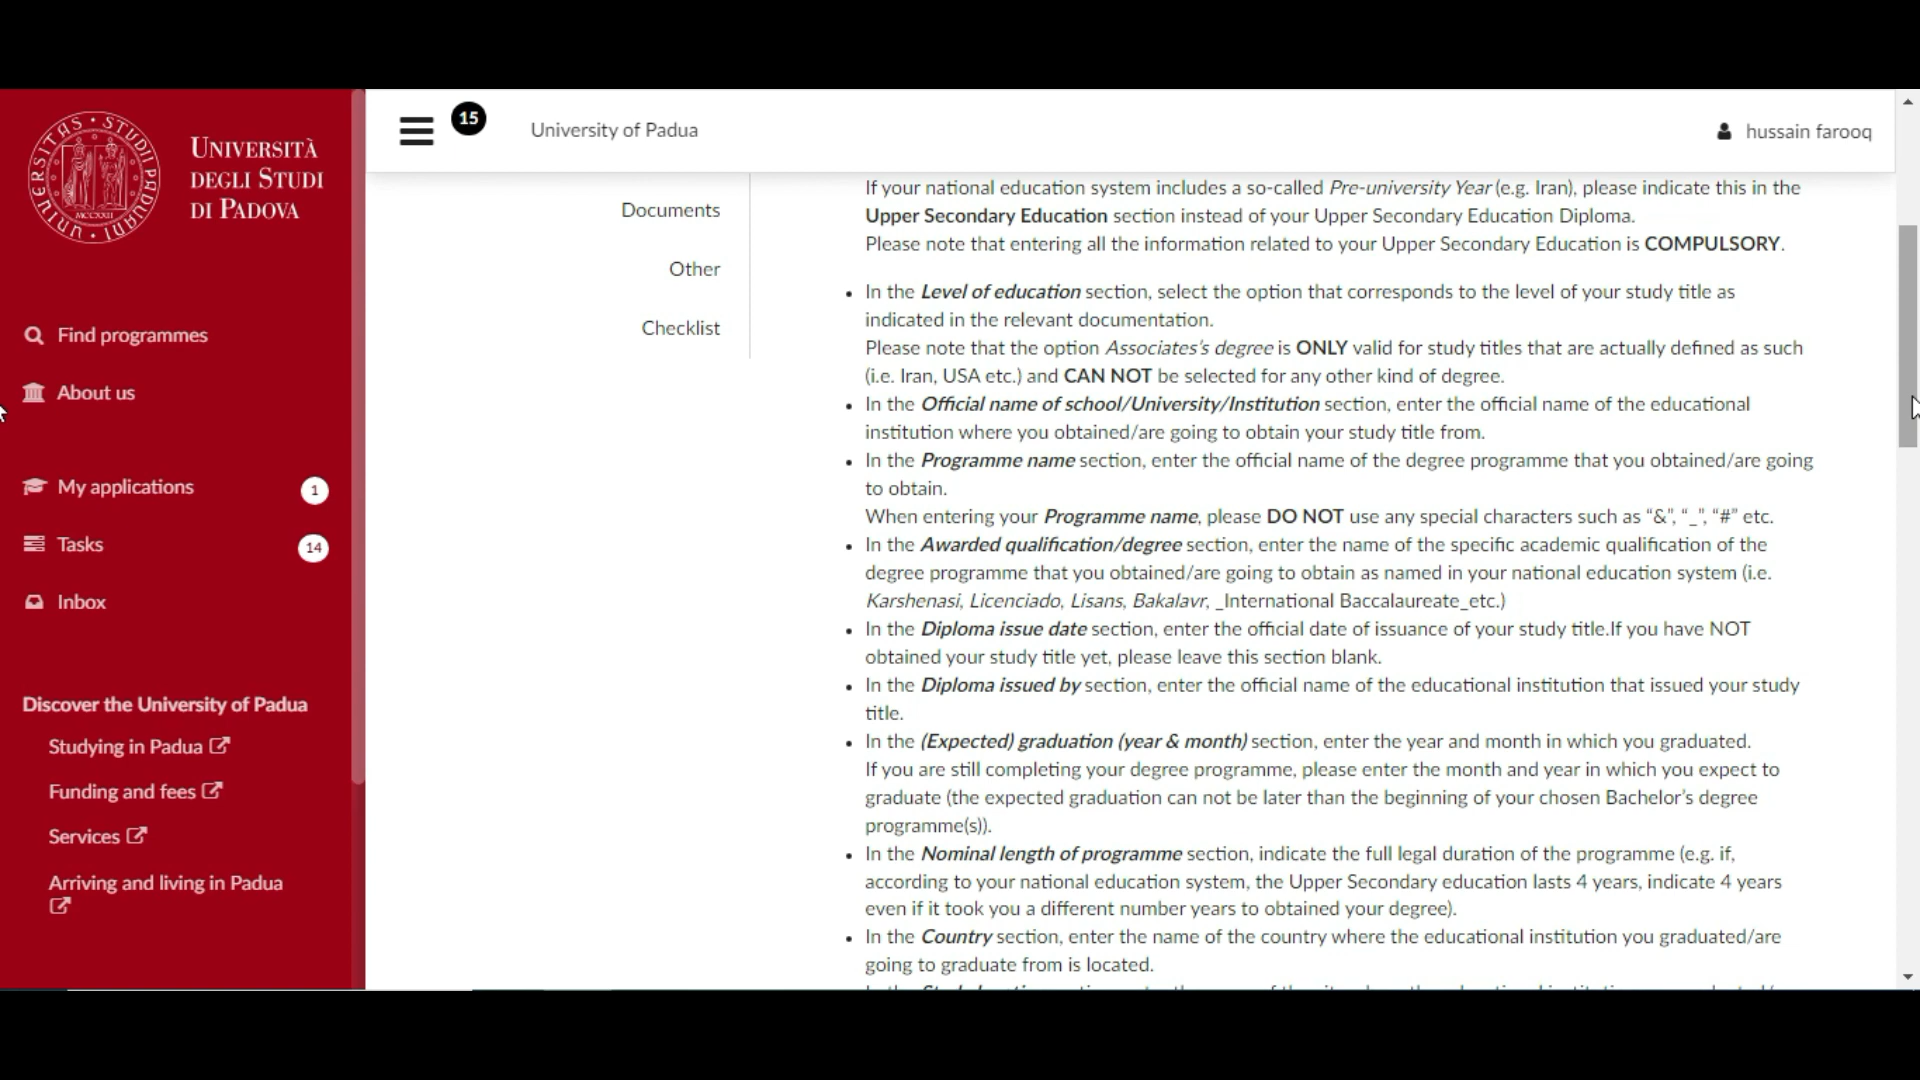 UNIVERSITAS STUDII PADUANI
MCCXXII
UNIVERSITÀ
DEGLI STUDI
DI PADOVA
15
University of Padua
hussain farooq
Find programmes
About us
My applications
1
Tasks
14
Inbox
Discover the University of Padua
Studying in Padua
Funding and fees
Services
Arriving and living in Padua
Documents
Other
Checklist
If your national education system includes a so-called Pre-university Year (e.g. Iran), please indicate this in the
Upper Secondary Education section instead of your Upper Secondary Education Diploma.
Please note that entering all the information related to your Upper Secondary Education is COMPULSORY.
• In the Level of education section, select the option that corresponds to the level of your study title as
indicated in the relevant documentation.
Please note that the option Associates's degree is ONLY valid for study titles that are actually defined as such
(i.e. Iran, USA etc.) and CAN NOT be selected for any other kind of degree.
• In the Official name of school/University/Institution section, enter the official name of the educational
institution where you obtained/are going to obtain your study title from.
• In the Programme name section, enter the official name of the degree programme that you obtained/are going
to obtain.
When entering your Programme name, please DO NOT use any special characters such as “&”, “_”, “#” etc.
• In the Awarded qualification/degree section, enter the name of the specific academic qualification of the
degree programme that you obtained/are going to obtain as named in your national education system (i.e.
Karshenasi, Licenciado, Lisans, Bakalavr, _International Baccalaureate_etc.)
• In the Diploma issue date section, enter the official date of issuance of your study title.If you have NOT
obtained your study title yet, please leave this section blank.
• In the Diploma issued by section, enter the official name of the educational institution that issued your study
title.
• In the (Expected) graduation (year & month) section, enter the year and month in which you graduated.
If you are still completing your degree programme, please enter the month and year in which you expect to
graduate (the expected graduation can not be later than the beginning of your chosen Bachelor's degree
programme(s)).
• In the Nominal length of programme section, indicate the full legal duration of the programme (e.g. if,
according to your national education system, the Upper Secondary education lasts 4 years, indicate 4 years
even if it took you a different number years to obtained your degree).
• In the Country section, enter the name of the country where the educational institution you graduated/are
going to graduate from is located.